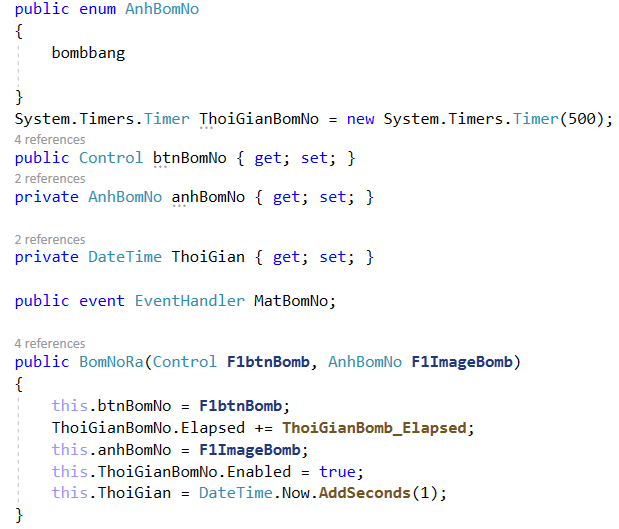 public enum AnhBomNo
{
bombbang
}
System.Timers.Timer ThoiGianBomNo = new System.Timers.Timer(500);
4 references
public Control btnBomNo { get; set; }
2 references
private AnhBomNo anhBomNo { get; set; }
2 references
private DateTime ThoiGian { get; set; }
public event EventHandler MatBomNo;
4 references
public BomNoRa(Control F1btnBomb, AnhBomNo F1ImageBomb)
{
this.btnBomNo = F1btnBomb;
ThoiGianBomNo.Elapsed += ThoiGianBomb_Elapsed;
this.anhBomNo = F1ImageBomb;
this.ThoiGianBomNo.Enabled = true;
this.ThoiGian = DateTime.Now.AddSeconds(1);
}